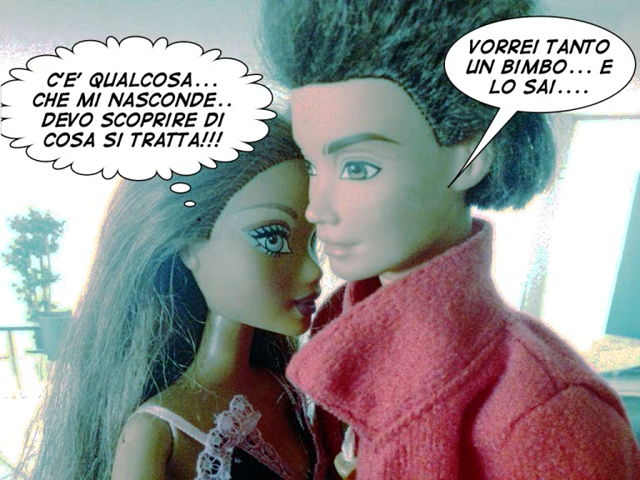 C'E' QUALCOSA...
CHE MI NASCONDE..
DEVO SCOPRIRE DI
COSA SI TRATTA!!!
VORREI TANTO
UN BIMBO... E
LO SAI....